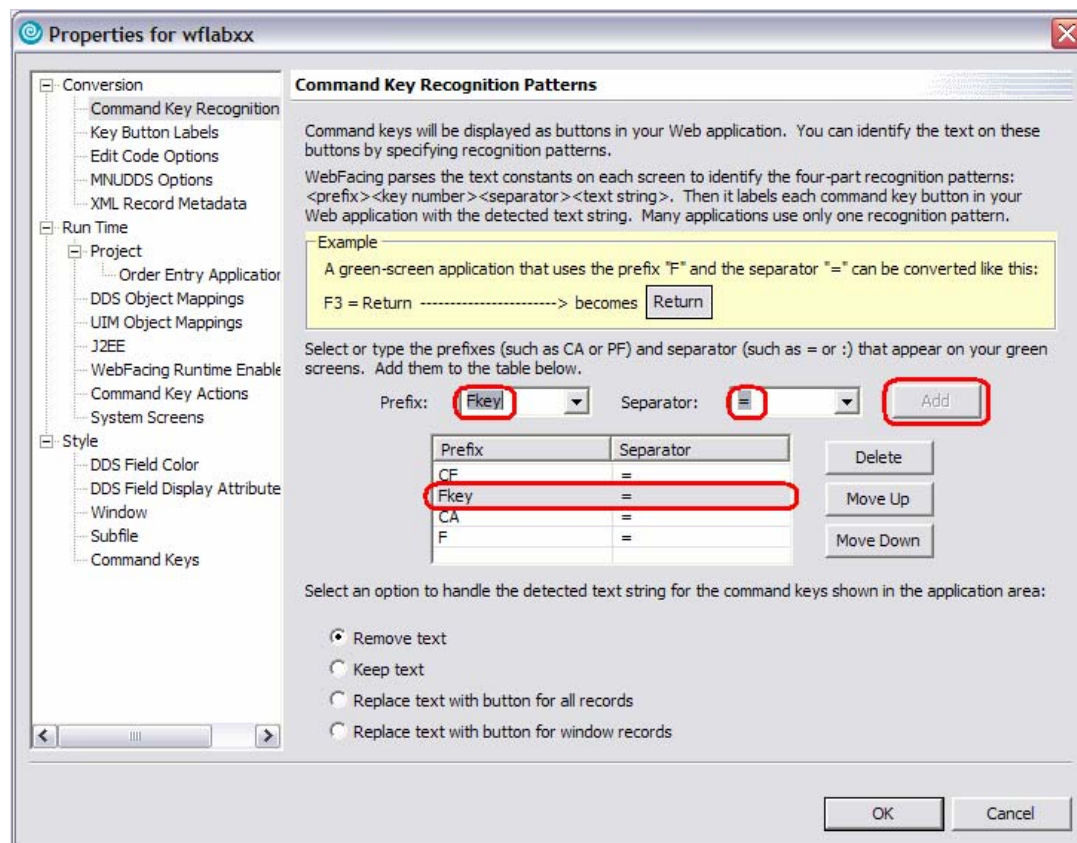 Properties for wflabxx
Conversion
Command Key Recognition
Key Button Labels
Edit Code Options
MNUDDS Options
XML Record Metadata
Run Time
Project
Order Entry Application
DDS Object Mappings
UIM Object Mappings
J2EE
WebFacing Runtime Enable
Command Key Actions
System Screens
Style
DDS Field Color
DDS Field Display Attribute
Window
Subfile
Command Keys
Command Key Recognition Patterns
Command keys will be displayed as buttons in your Web application. You can identify the text on these
buttons by specifying recognition patterns.
WebFacing parses the text constants on each screen to identify the four-part recognition patterns:
<prefix><key number><separator><text string>. Then it labels each command key button in your
Web application with the detected text string. Many applications use only one recognition pattern.
Example
A green-screen application that uses the prefix "F" and the separator "=" can be converted like this:
F3 = Return -----------------------> becomes Return
Select or type the prefixes (such as CA or PF) and separator (such as = or :) that appear on your green
screens. Add them to the table below.
Prefix: Fkey Separator: = Add
Prefix Separator
CF =
Fkey =
CA =
F =
Delete
Move Up
Move Down
Select an option to handle the detected text string for the command keys shown in the application area:
Remove text
Keep text
Replace text with button for all records
Replace text with button for window records
OK Cancel